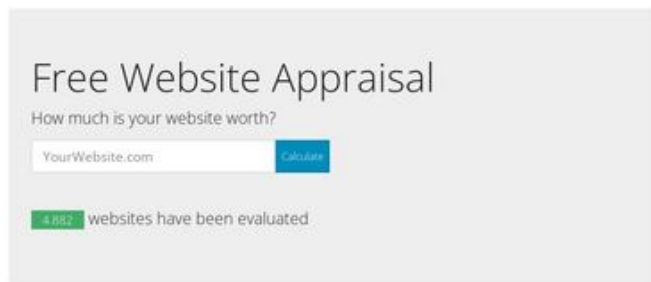 Free Website Appraisal
How much is your website worth?
YourWebsite.com Calculate
4.882 websites have been evaluated